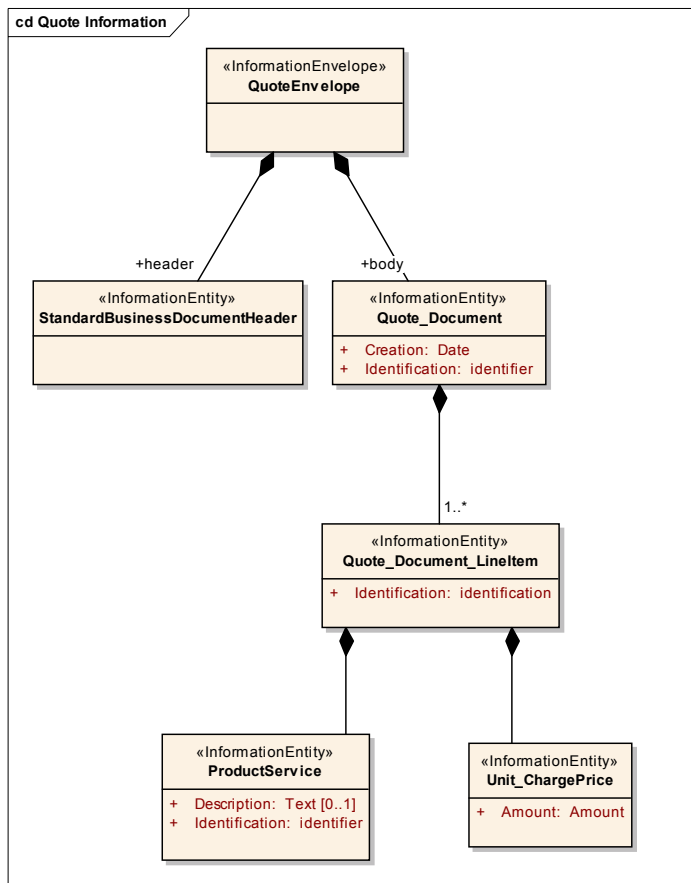 cd Quote Information
«InformationEnvelope»
QuoteEnvelope
+header
+body
«InformationEntity»
StandardBusinessDocumentHeader
«InformationEntity»
Quote_Document
+ Creation: Date
+ Identification: identifier
1..*
«InformationEntity»
Quote_Document_LineItem
+ Identification: identification
«InformationEntity»
ProductService
+ Description: Text [0..1]
+ Identification: identifier
«InformationEntity»
Unit_ChargePrice
+ Amount: Amount